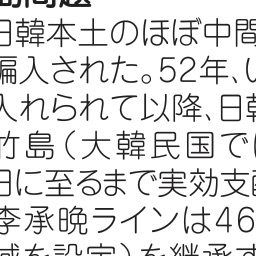 日韓本土のほぼ中間
編入された。52年、い
入れられて以降、日韓
竹島（大韓民国では
日に至るまで実効支配
李承晩ラインは46
域を設定）を継承す